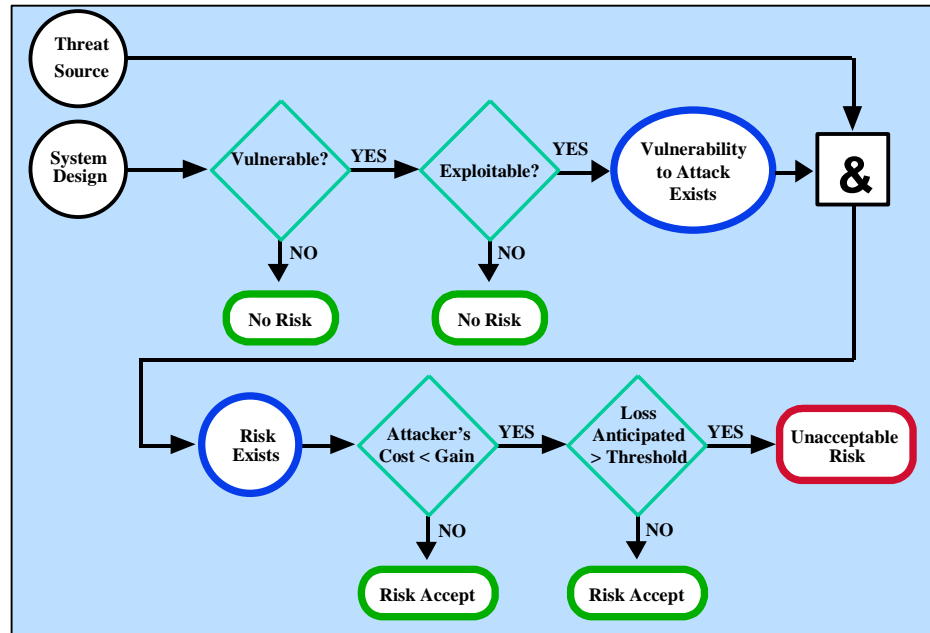 Threat
Source
System
Design
Vulnerable?
YES
Exploitable?
YES
Vulnerability
to Attack
Exists
&
NO
No Risk
NO
No Risk
Risk
Exists
Attacker's
Cost < Gain
YES
Loss
Anticipated
> Threshold
YES
Unacceptable
Risk
NO
Risk Accept
NO
Risk Accept